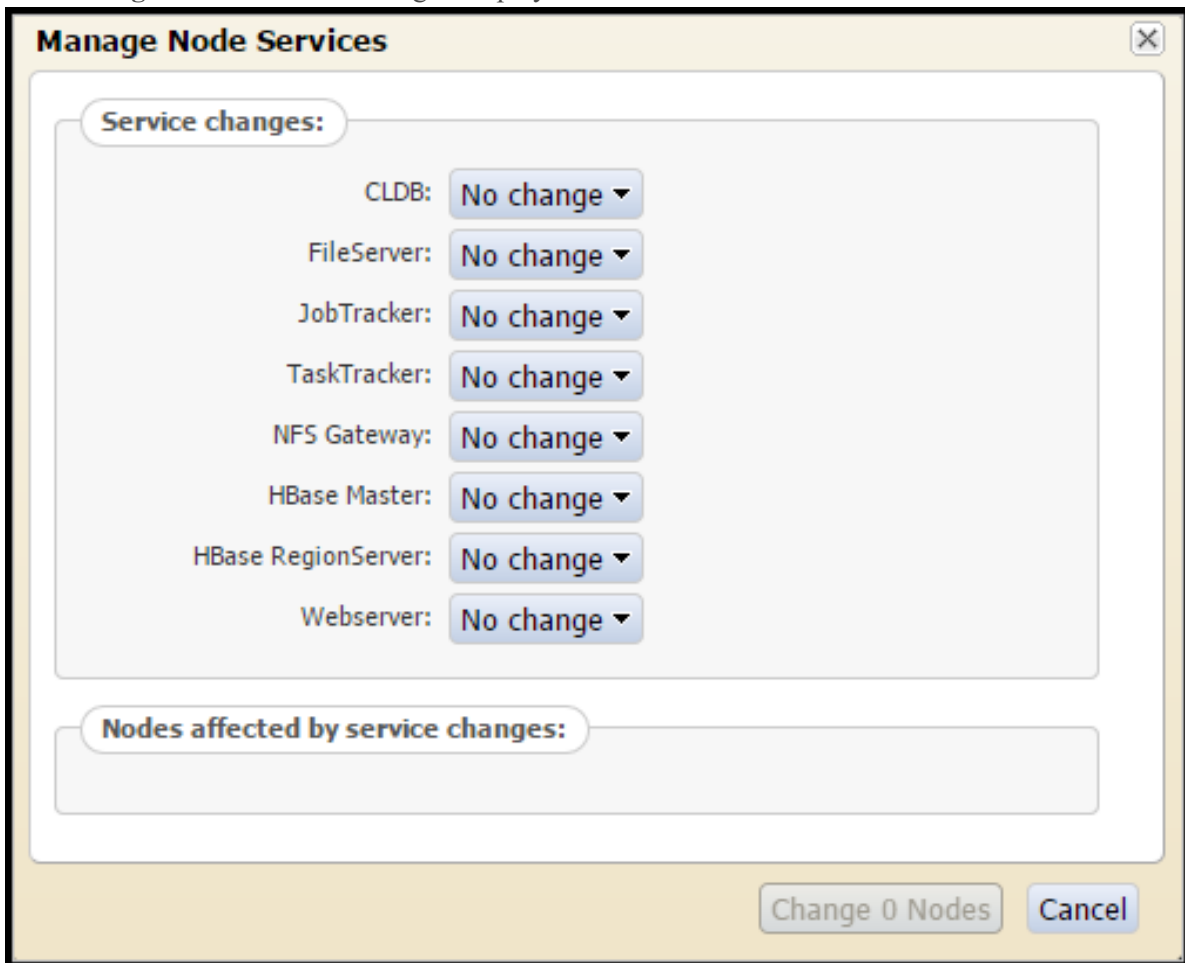 Manage Node Services
Service changes:
CLDB: No change
FileServer: No change
JobTracker: No change
TaskTracker: No change
NFS Gateway: No change
HBase Master: No change
HBase RegionServer: No change
Webserver: No change
Nodes affected by service changes:
Change 0 Nodes Cancel